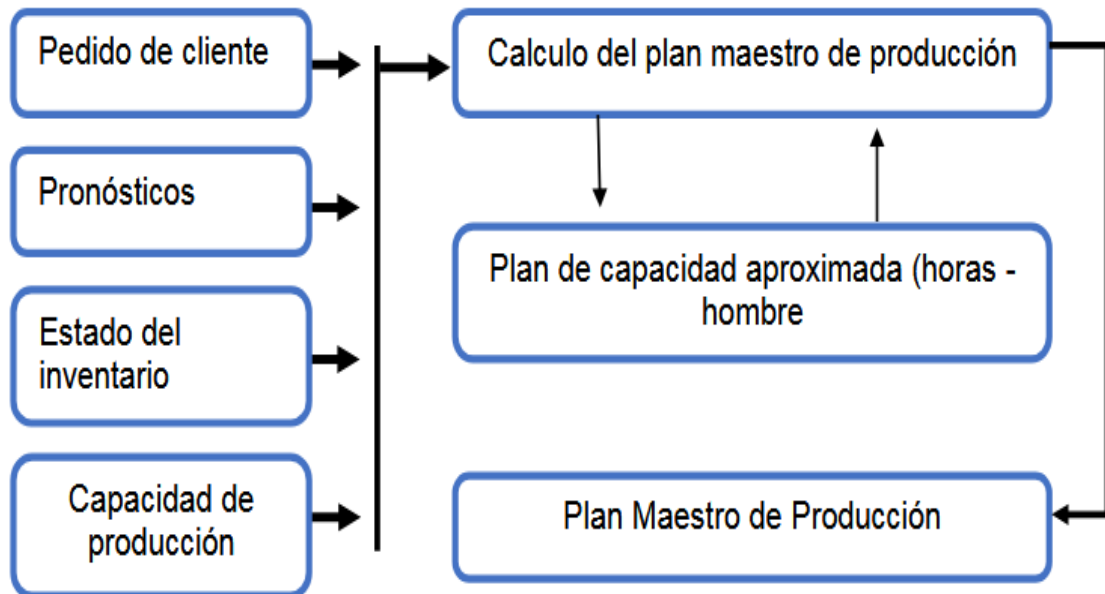 Pedido de cliente
Pronósticos
Estado del
inventario
Capacidad de
producción
Calculo del plan maestro de producción
Plan de capacidad aproximada (horas -
hombre
Plan Maestro de Producción